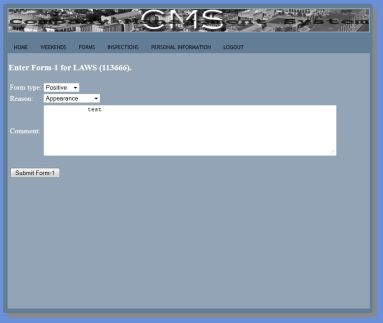 CMS
HOME WEEKENDS FORMS INSPECTIONS PERSONAL INFORMATION LOGOUT
Enter Form-1 for LAWS (113666).
Form type: Positive
Reason: Appearance
test
Comment:
Submit Form-1